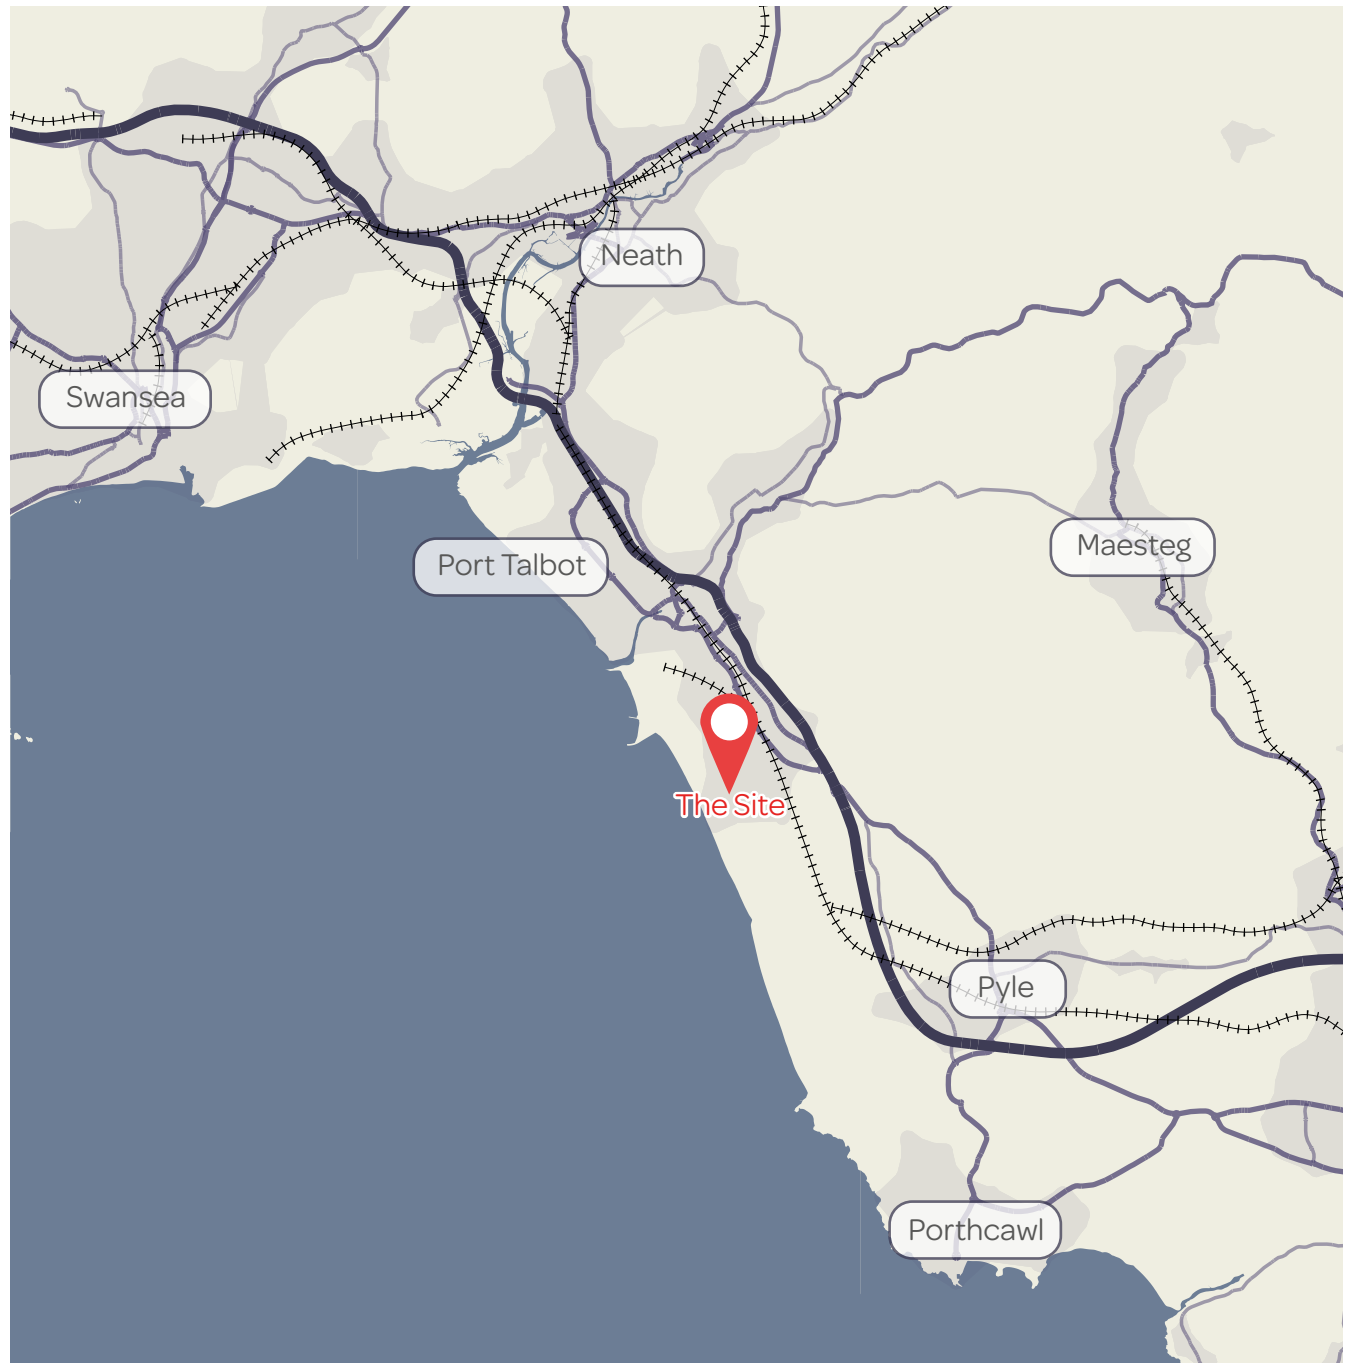 Neath
Swansea
Maesteg
Port Talbot
The Site
Pyle
Porthcawl